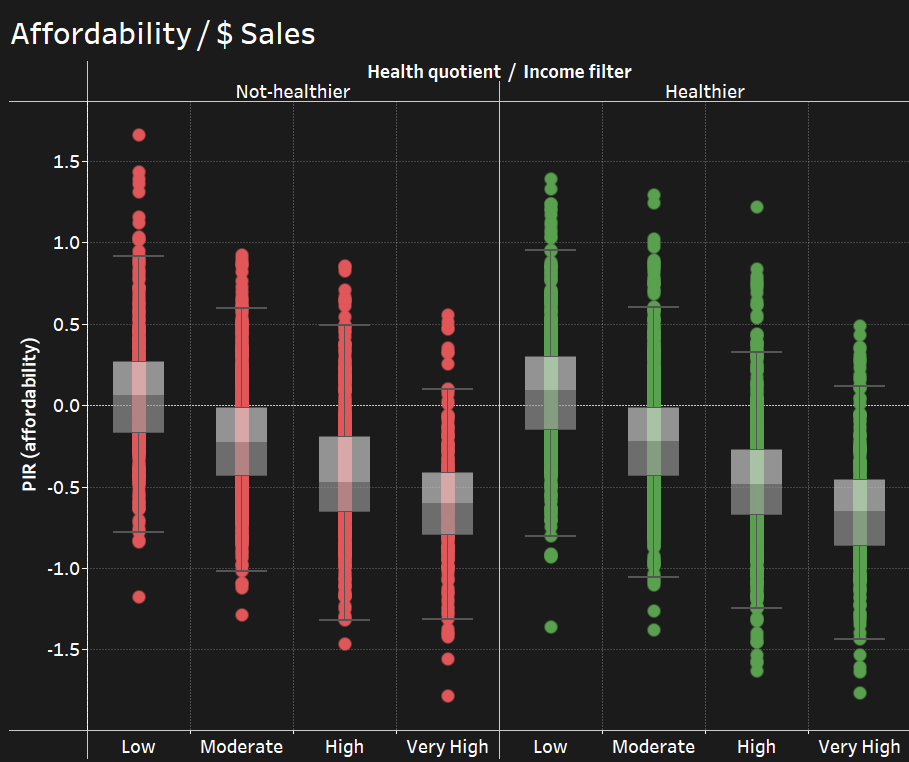 Affordability / $ Sales
Health quotient / Income filter
Not-healthier Healthier
PIR (affordability)
1.5
1.0
0.5
0.0
-0.5
-1.0
-1.5
Low Moderate High Very High Low Moderate High Very High